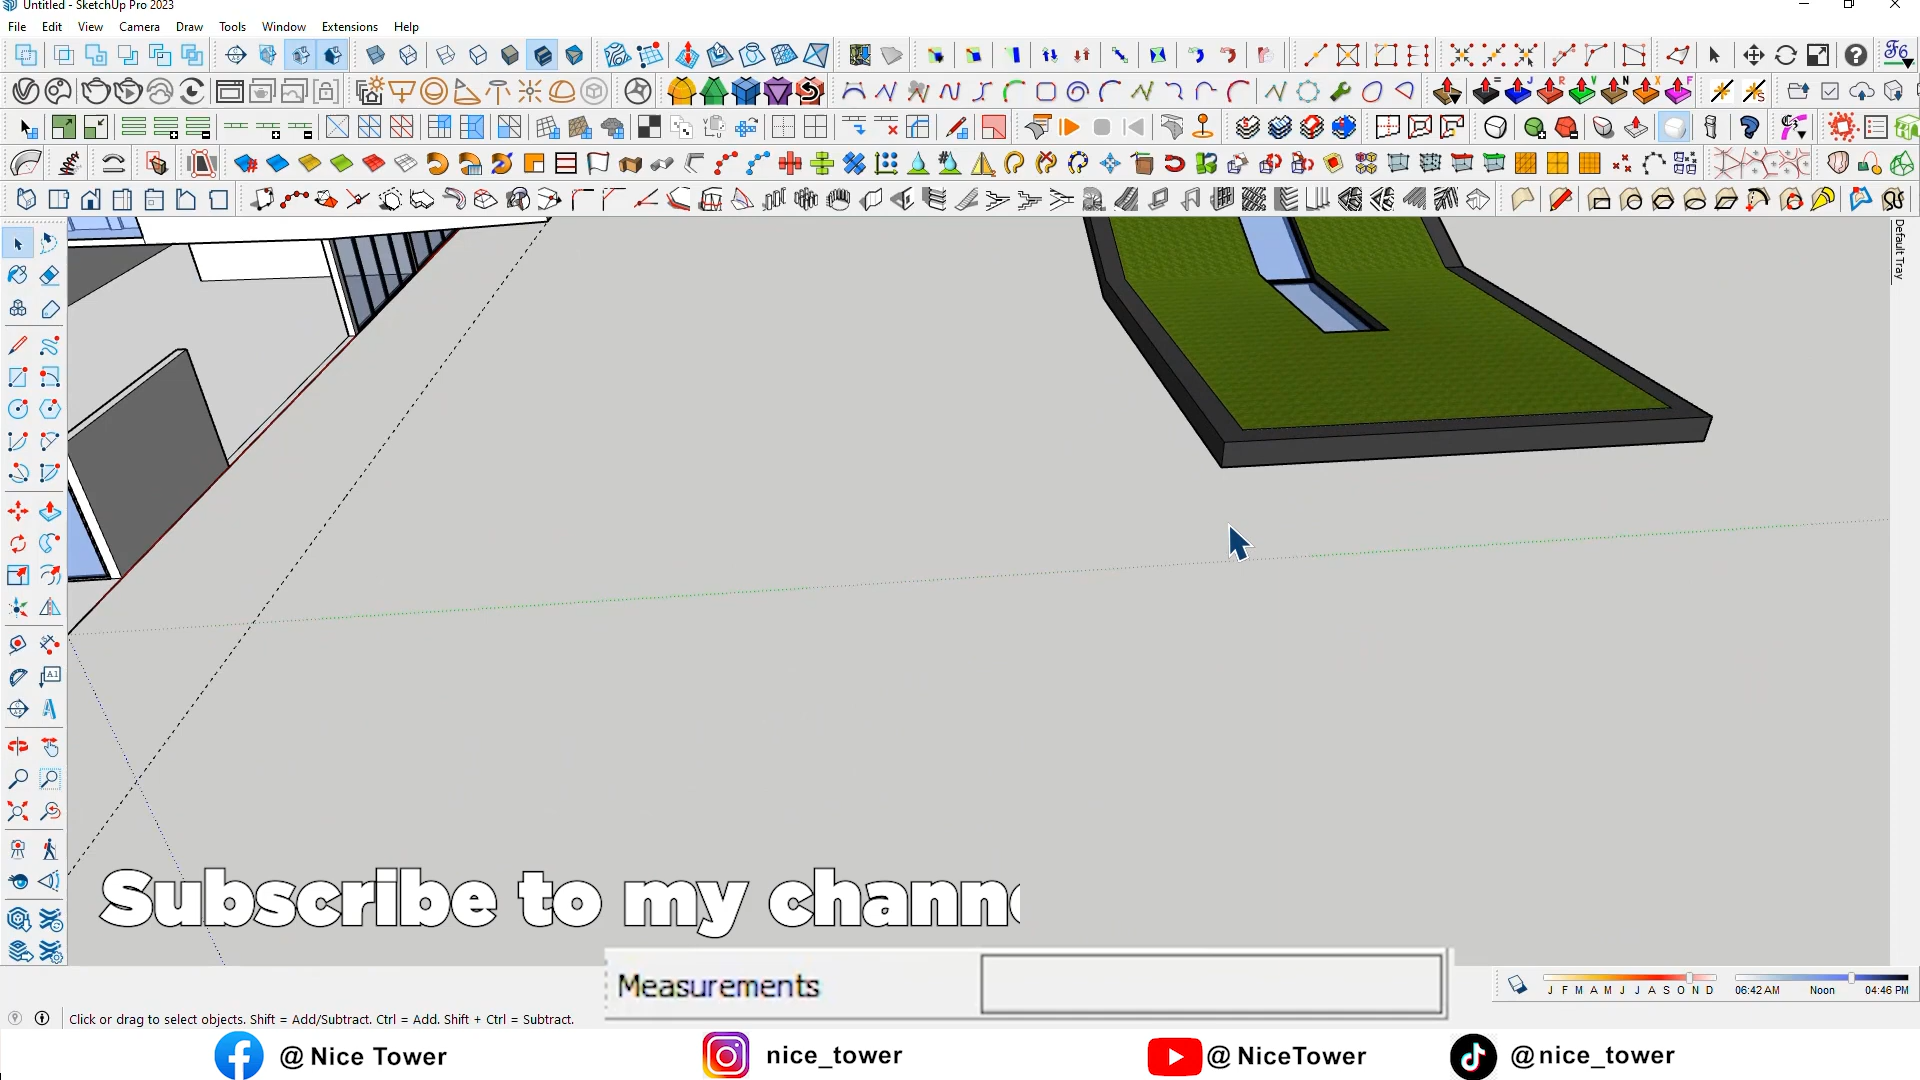 Untitled - SketchUp Pro 2023
File Edit View Camera Draw Tools Window Extensions Help
Default Tray
Subscribe to my chann
Measurements
J F M A M J J A S O N D
06:42 AM Noon 04:46 PM
Click or drag to select objects. Shift = Add/Subtract. Ctrl = Add. Shift + Ctrl = Subtract.
@ Nice Tower nice_tower @ NiceTower @nice_tower